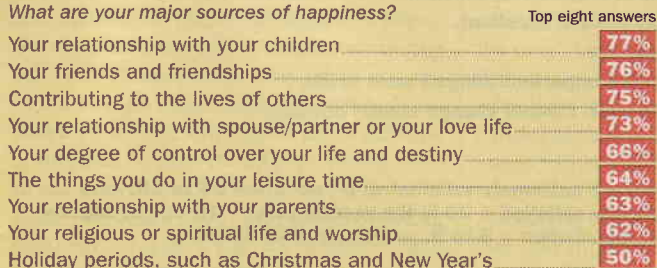 What are your major sources of happiness? Top eight answers
Your relationship with your children 77%
Your friends and friendships 76%
Contributing to the lives of others 75%
Your relationship with spouse/partner or your love life 73%
Your degree of control over your life and destiny 66%
The things you do in your leisure time 64%
Your relationship with your parents 63%
Your religious or spiritual life and worship 62%
Holiday periods, such as Christmas and New Year's 50%